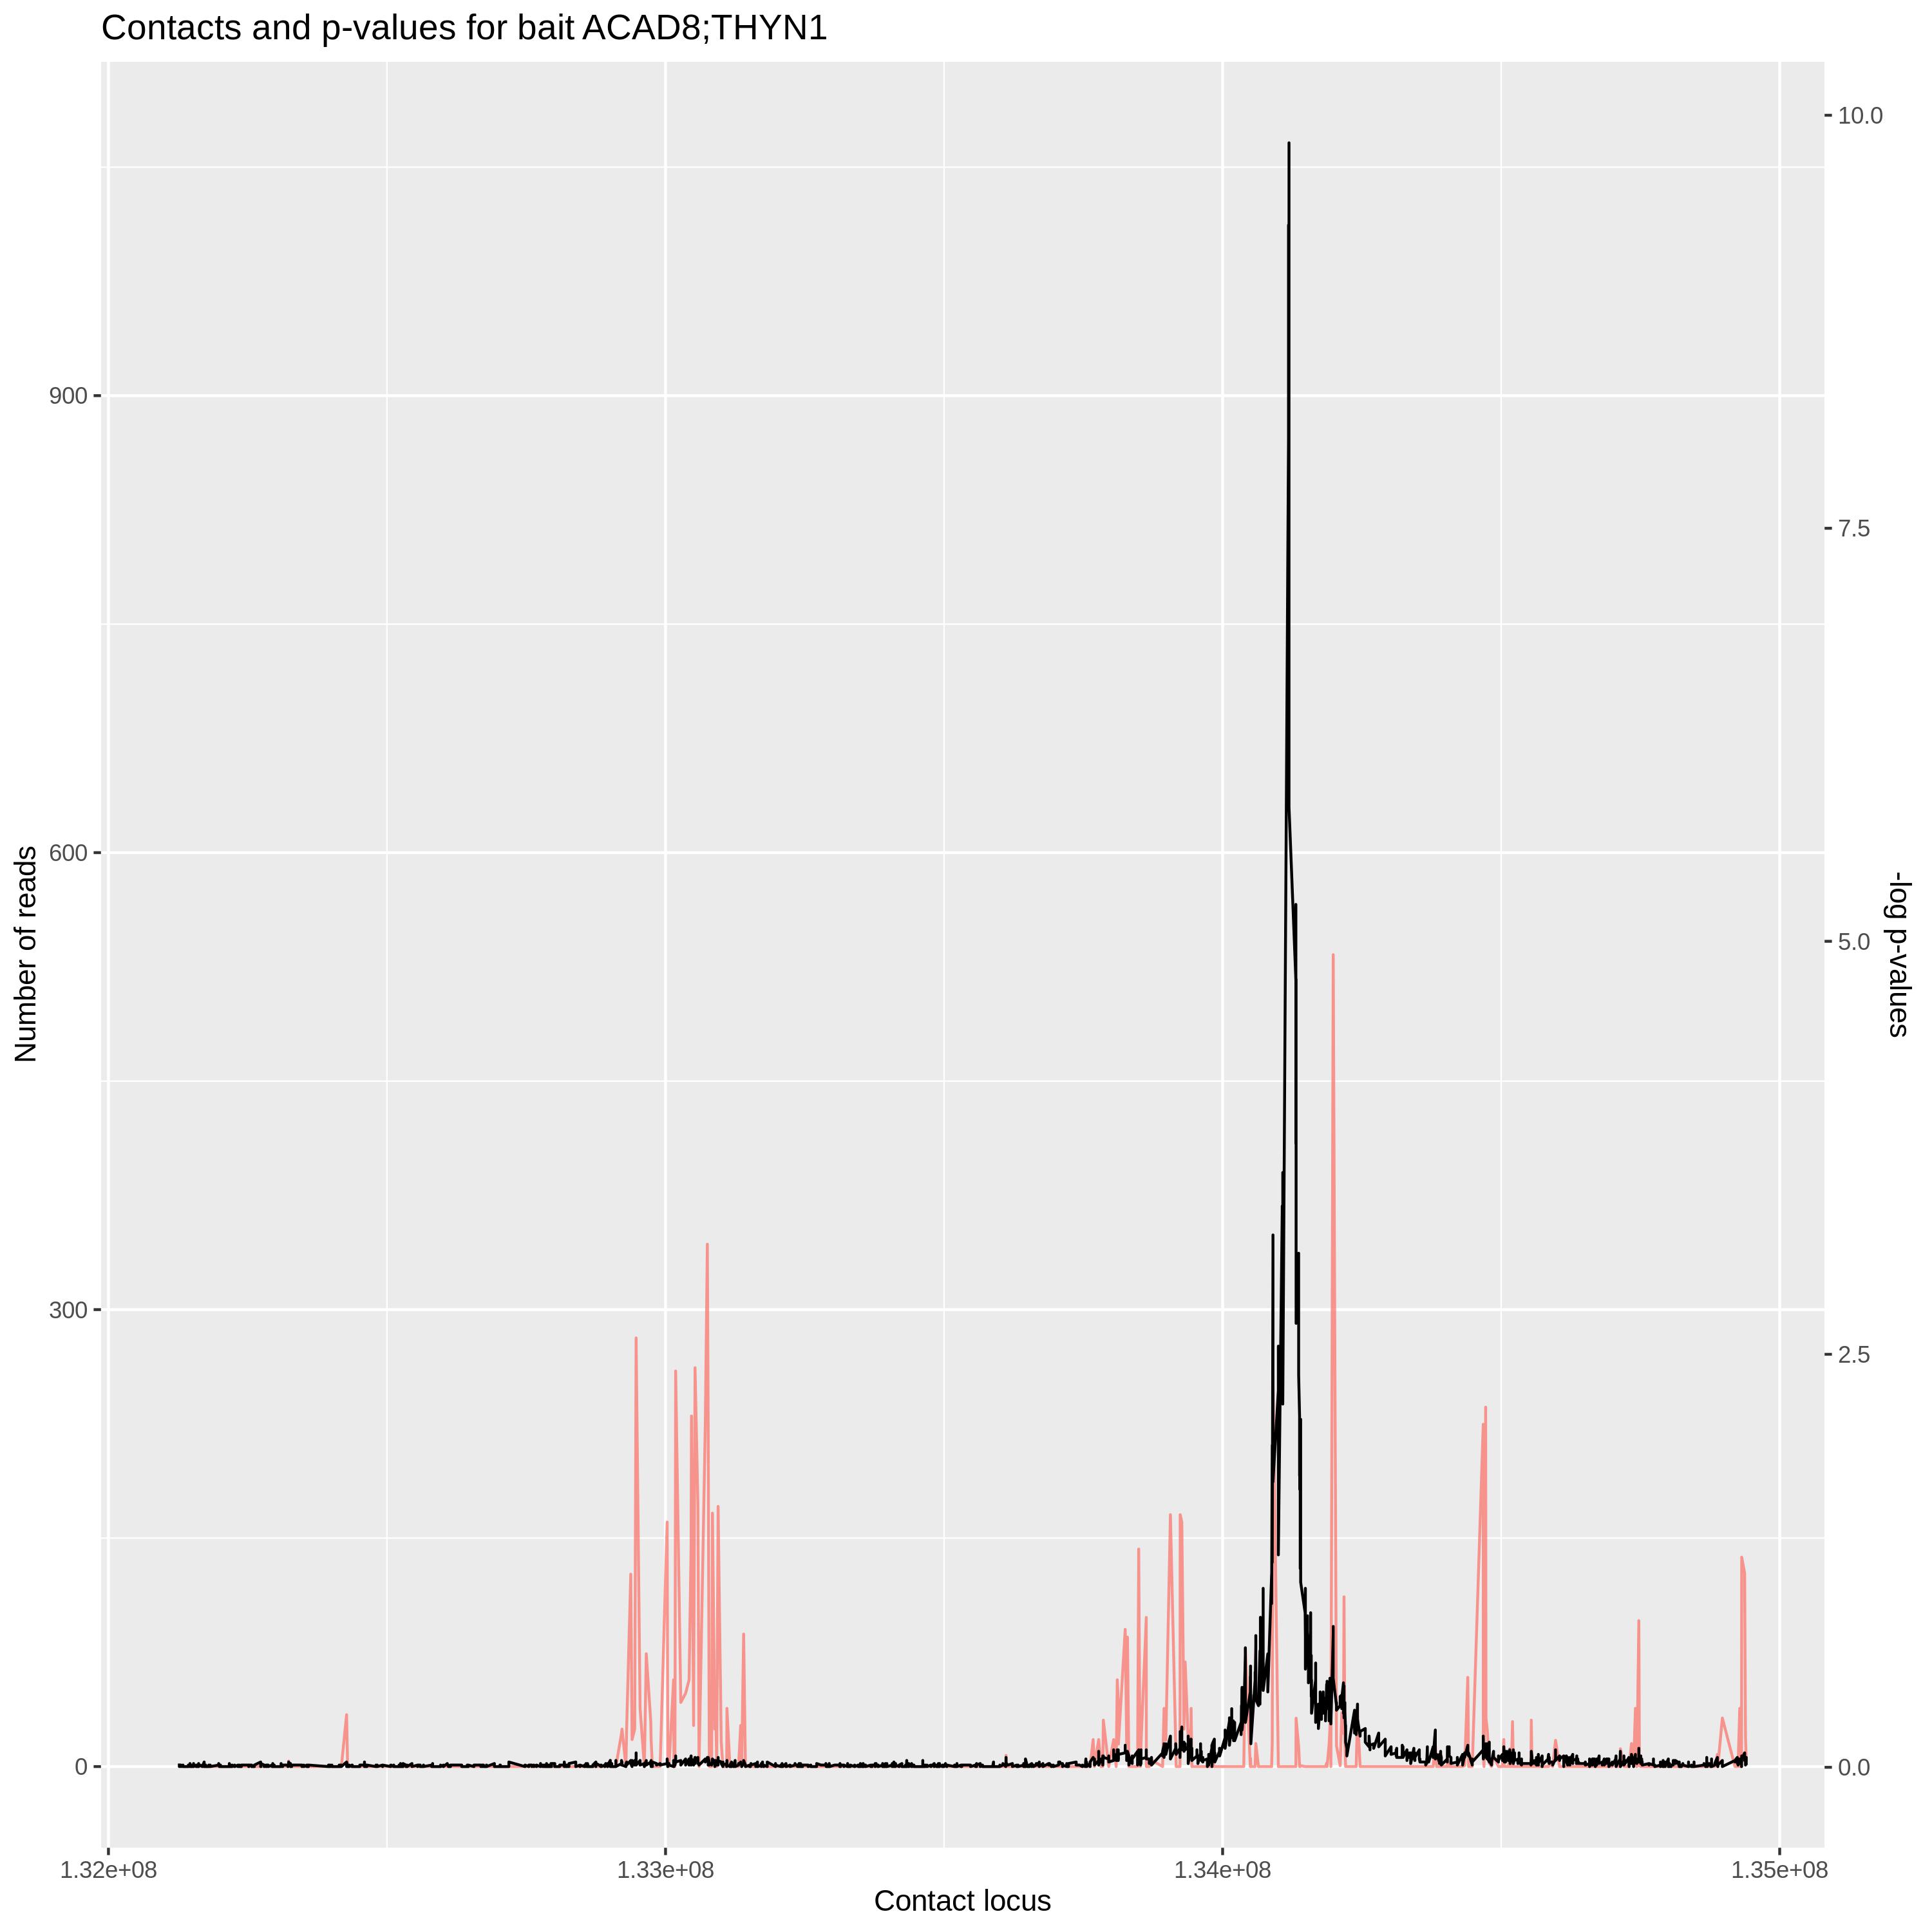 Contacts and p-values for bait ACAD8;THYN1
10.0
900
7.5
Number of reads
600
5.0
-log p-values
300
2.5
0
0.0
1.32e+08
1.33e+08
1.34e+08
1.35e+08
Contact locus